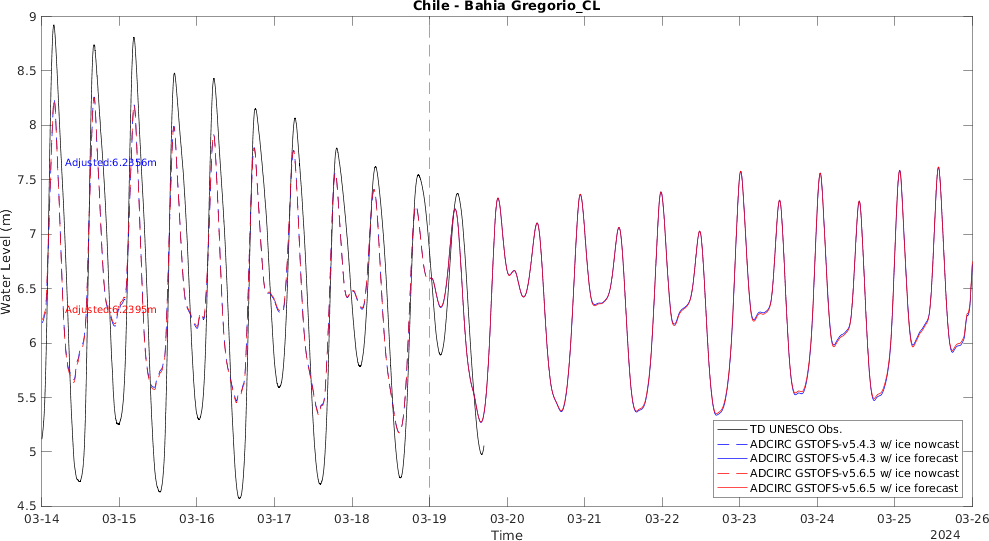 Chile - Bahia Gregorio_CL
9
8.5
8
7.5
7
6.5
6
5.5
5
4.5
Water Level (m)
Adjusted:6.2356m
Adjusted:6.2395m
TD UNESCO Obs.
ADCIRC GSTOFS-v5.4.3 w/ ice nowcast
ADCIRC GSTOFS-v5.4.3 w/ ice forecast
ADCIRC GSTOFS-v5.6.5 w/ ice nowcast
ADCIRC GSTOFS-v5.6.5 w/ ice forecast
03-14 03-15 03-16 03-17 03-18 03-19 03-20 03-21 03-22 03-23 03-24 03-25 03-26
Time
2024